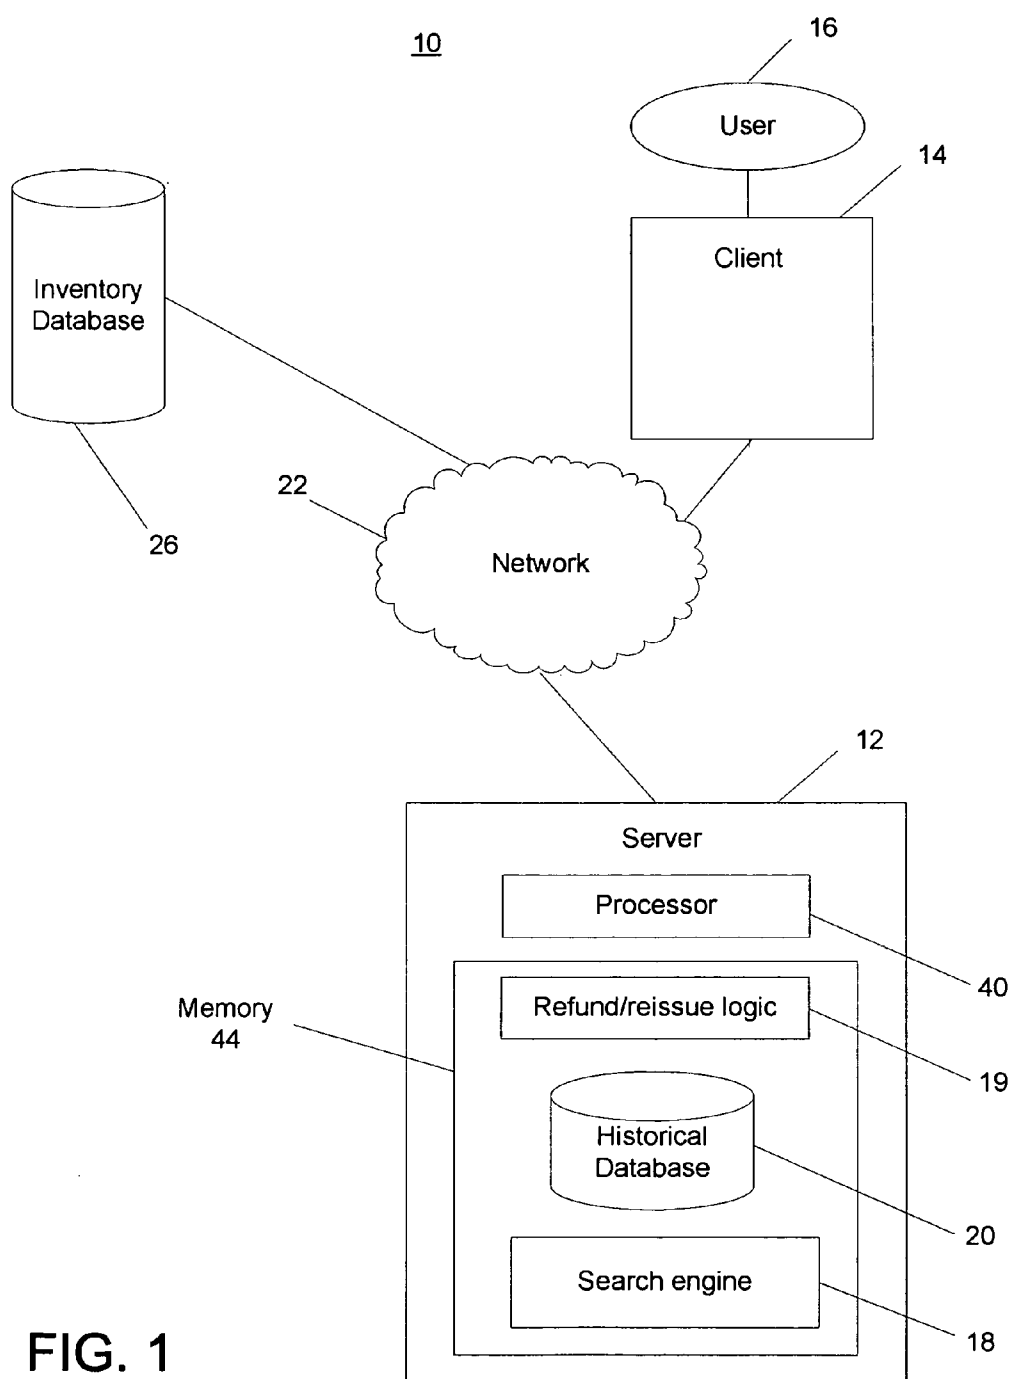 10
16
User
14
Client
Inventory
Database
22
26
Network
12
Server
Processor
40
Memory
44
Refund/reissue logic
19
Historical
Database
20
Search engine
18
FIG. 1